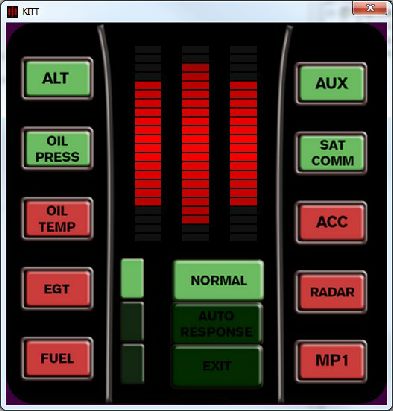 KITT
ALT
AUX
OIL
PRESS
SAT
COMM
OIL
TEMP
ACC
EGT
NORMAL
RADAR
AUTO
RESPONSE
FUEL
EXIT
MP1